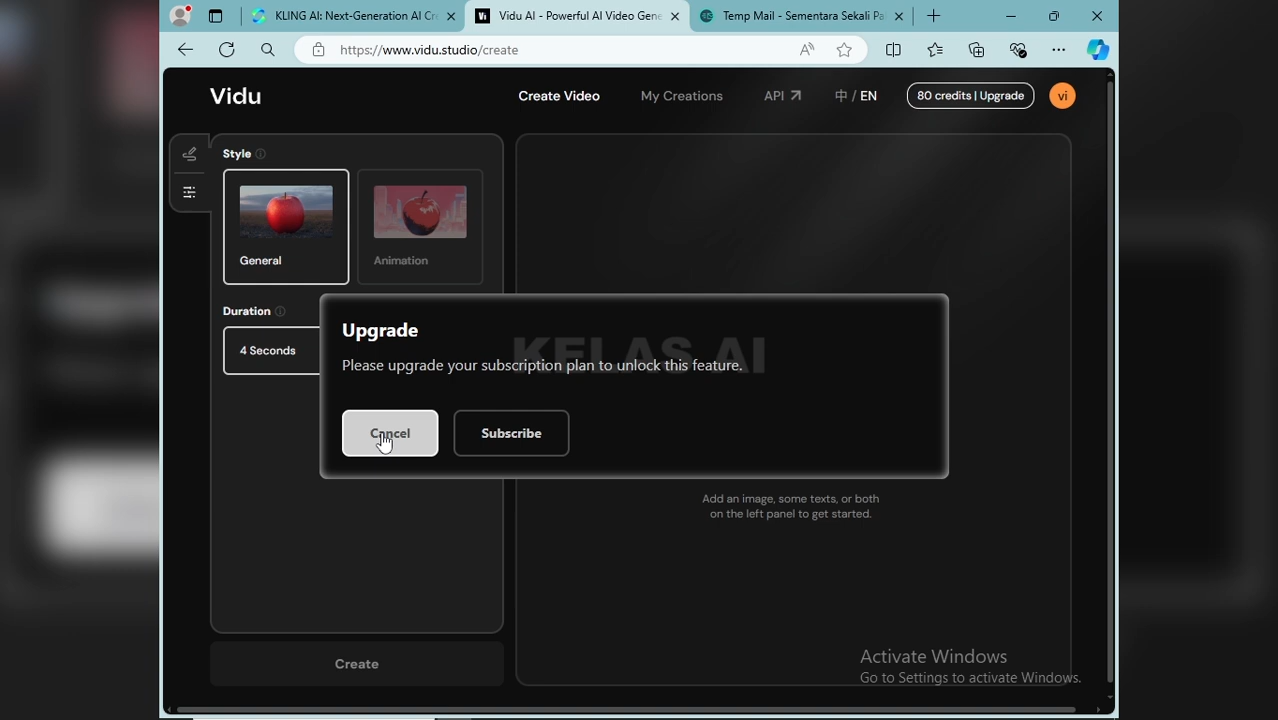 KLING AI: Next-Generation AI Cr
Vidu AI - Powerful AI Video Gene
Temp Mail - Sementara Sekali Pa
https://www.vidu.studio/create
Vidu
Create Video
My Creations
API
中 / EN
80 credits | Upgrade
vi
Style
General
Animation
Duration
4 Seconds
Upgrade
KELAS AI
Please upgrade your subscription plan to unlock this feature.
Cancel
Subscribe
Add an image, some texts, or both
on the left panel to get started.
Create
Activate Windows
Go to Settings to activate Windows.